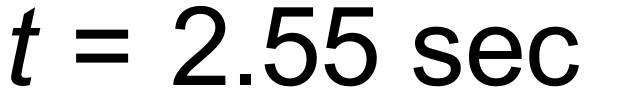 t = 2.55 sec